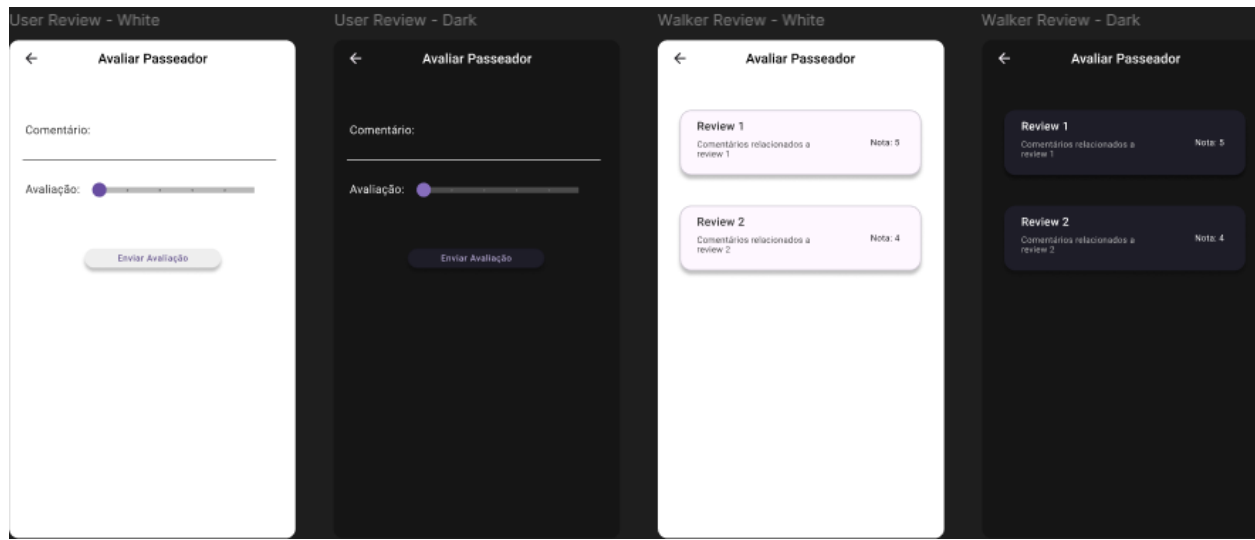 User Review - White
Avaliar Passeador
Comentário:
Avaliação:
Enviar Avaliação
User Review - Dark
Avaliar Passeador
Comentário:
Avaliação:
Enviar Avaliação
Walker Review - White
Avaliar Passeador
Review 1
Comentários relacionados a
review 1
Nota: 5
Review 2
Comentários relacionados a
review 2
Nota: 4
Walker Review - Dark
Avaliar Passeador
Review 1
Comentários relacionados a
review 1
Nota: 5
Review 2
Comentários relacionados a
review 2
Nota: 4